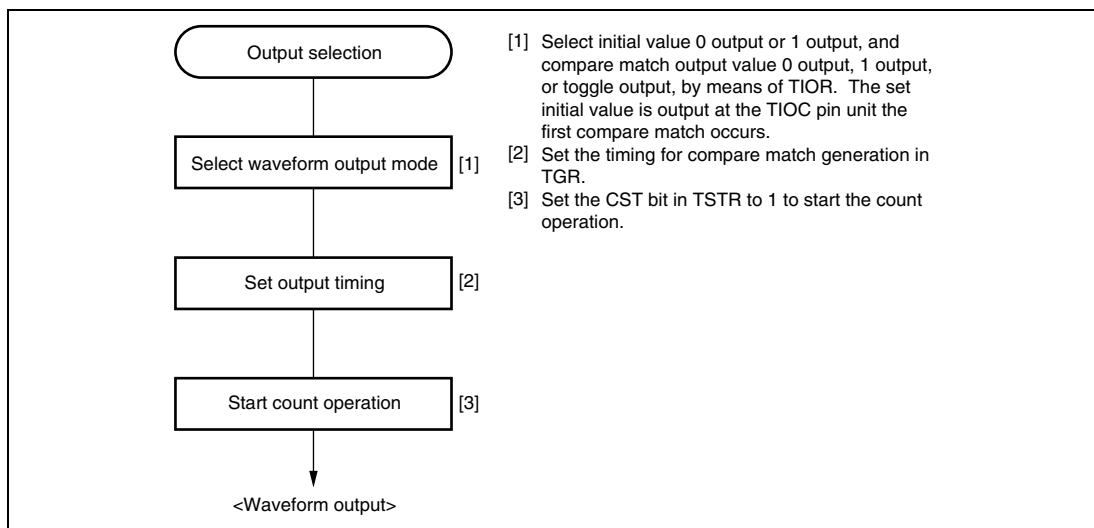 Output selection
Select waveform output mode [1]
Set output timing [2]
Start count operation [3]
<Waveform output>
[1] Select initial value 0 output or 1 output, and
compare match output value 0 output, 1 output,
or toggle output, by means of TIOR. The set
initial value is output at the TIOC pin unit the
first compare match occurs.
[2] Set the timing for compare match generation in
TGR.
[3] Set the CST bit in TSTR to 1 to start the count
operation.